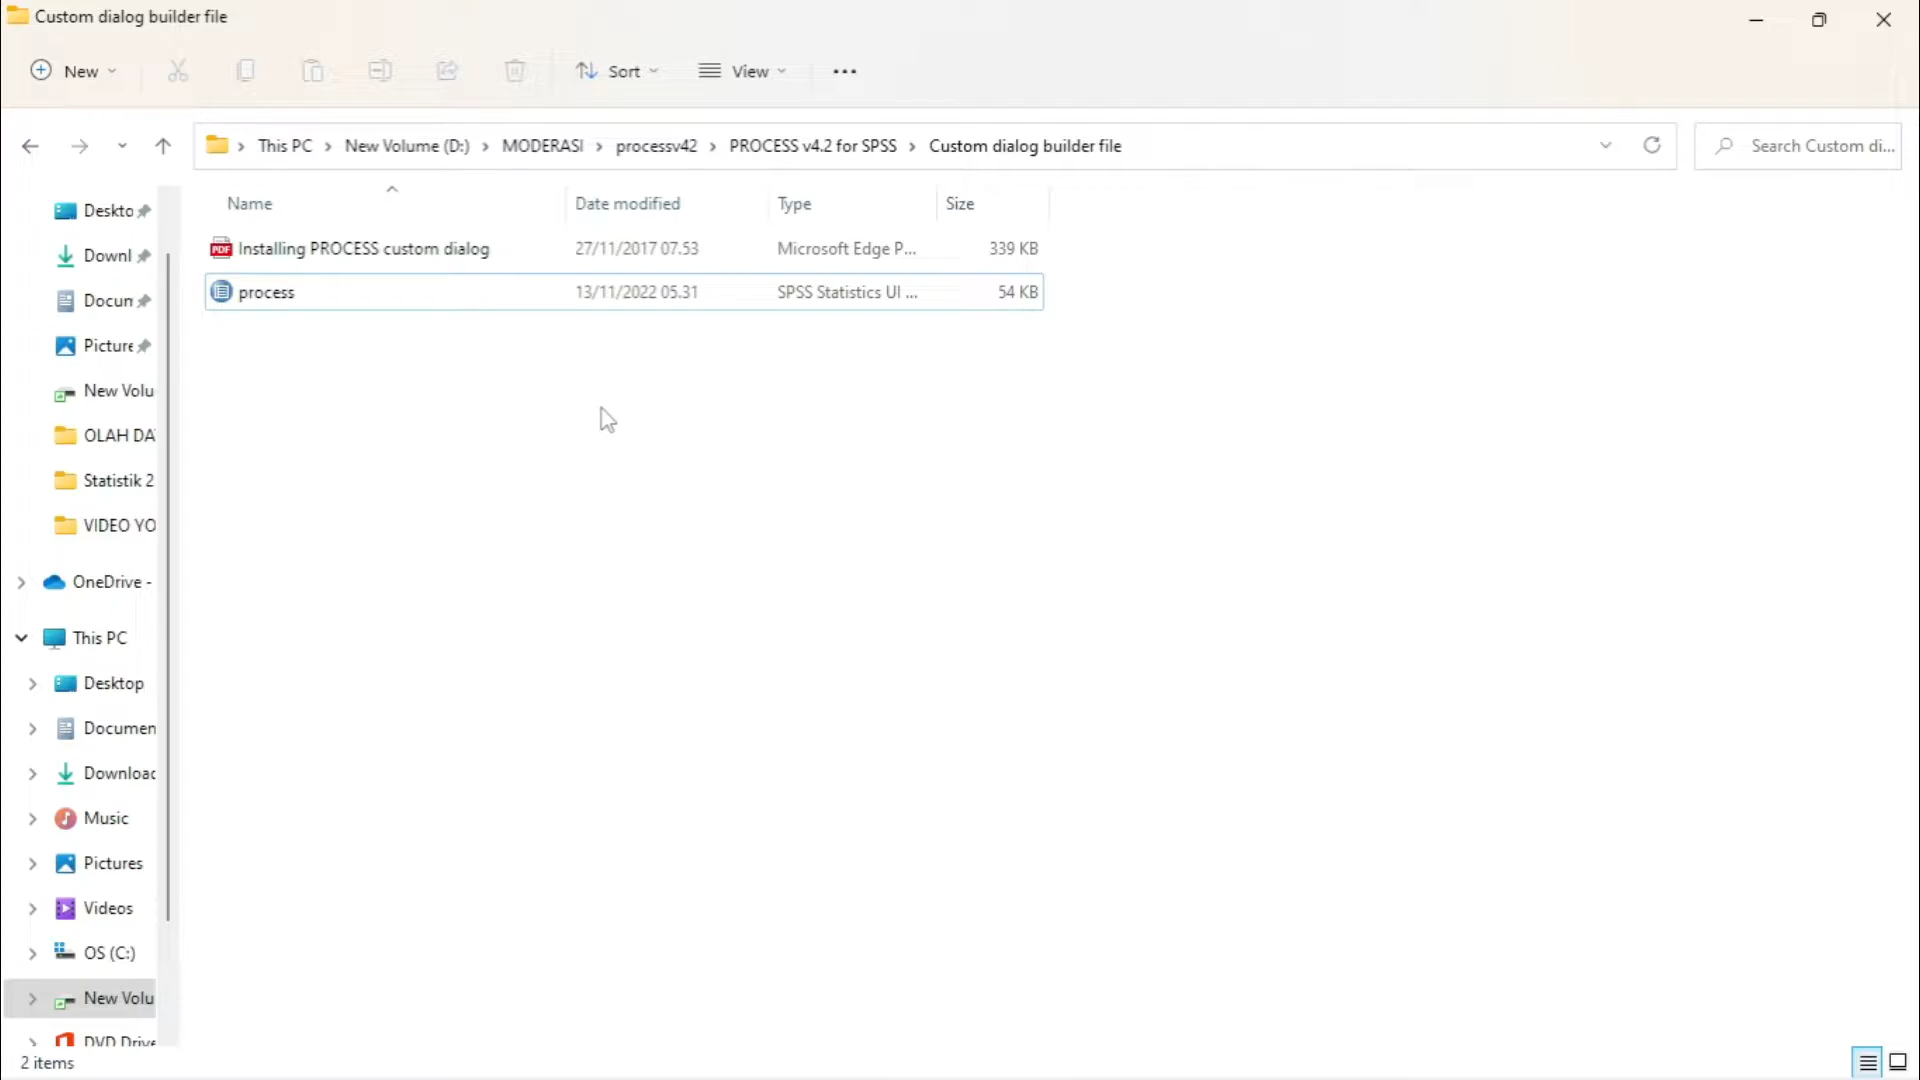 Custom dialog builder file
New
Sort
View
This PC > New Volume (D:) > MODERASI > processv42 > PROCESS v4.2 for SPSS > Custom dialog builder file
Search Custom di...
Name Date modified Type Size
Installing PROCESS custom dialog 27/11/2017 07.53 Microsoft Edge P... 339 KB
process 13/11/2022 05.31 SPSS Statistics UI ... 54 KB
Deskto
Downl
Docum
Picture
New Volu
OLAH DA
Statistik 2
VIDEO YO
OneDrive -
This PC
Desktop
Documen
Download
Music
Pictures
Videos
OS (C:)
New Volu
DVD Drive
2 items